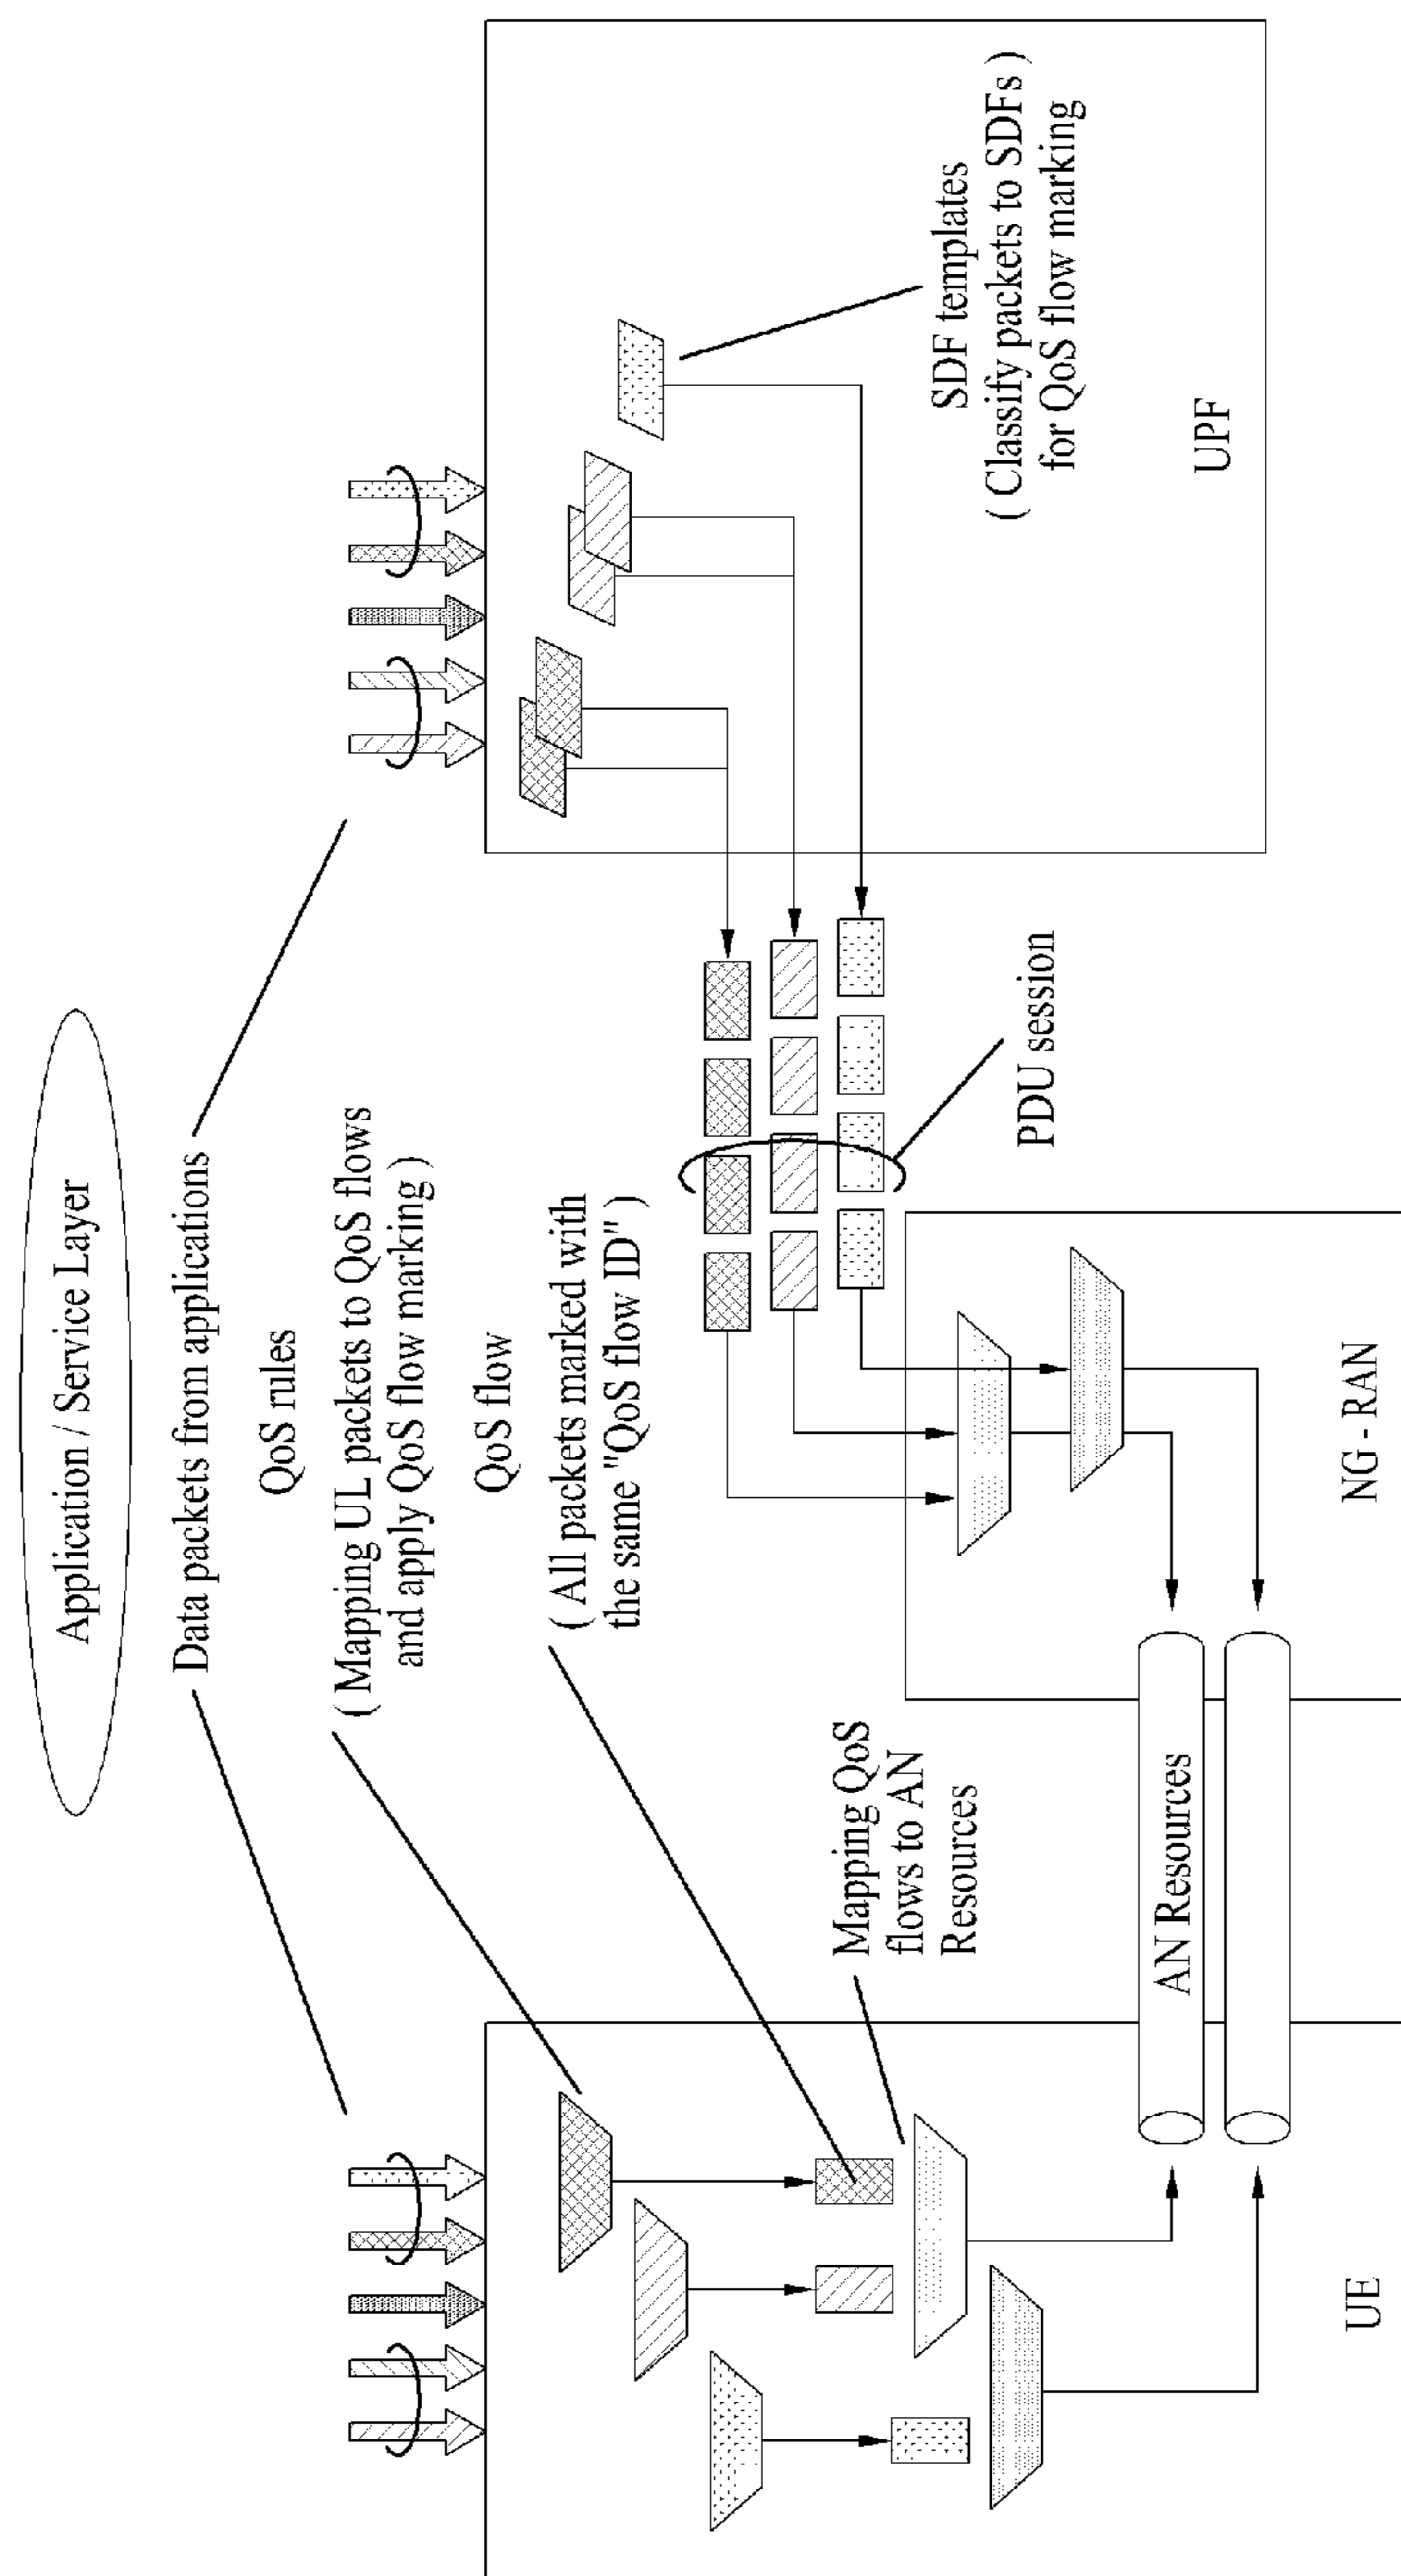 Application / Service Layer
Data packets from applications
QoS rules
( Mapping UL packets to QoS flows
and apply QoS flow marking )
QoS flow
( All packets marked with
the same "QoS flow ID" )
Mapping QoS
flows to AN
Resources
PDU session
SDF templates
( Classify packets to SDFs )
for QoS flow marking
AN Resources
UE
NG - RAN
UPF